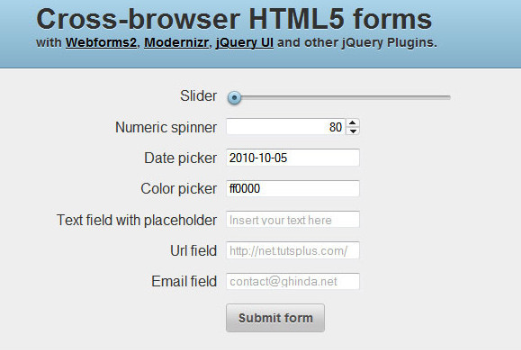 Cross-browser HTML5 forms
with Webforms2, Modernizr, jQuery UI and other jQuery Plugins.
Slider
Numeric spinner 80
Date picker 2010-10-05
Color picker ff0000
Text field with placeholder Insert your text here
Url field http://net.tutsplus.com/
Email field contact@ghinda.net
Submit form